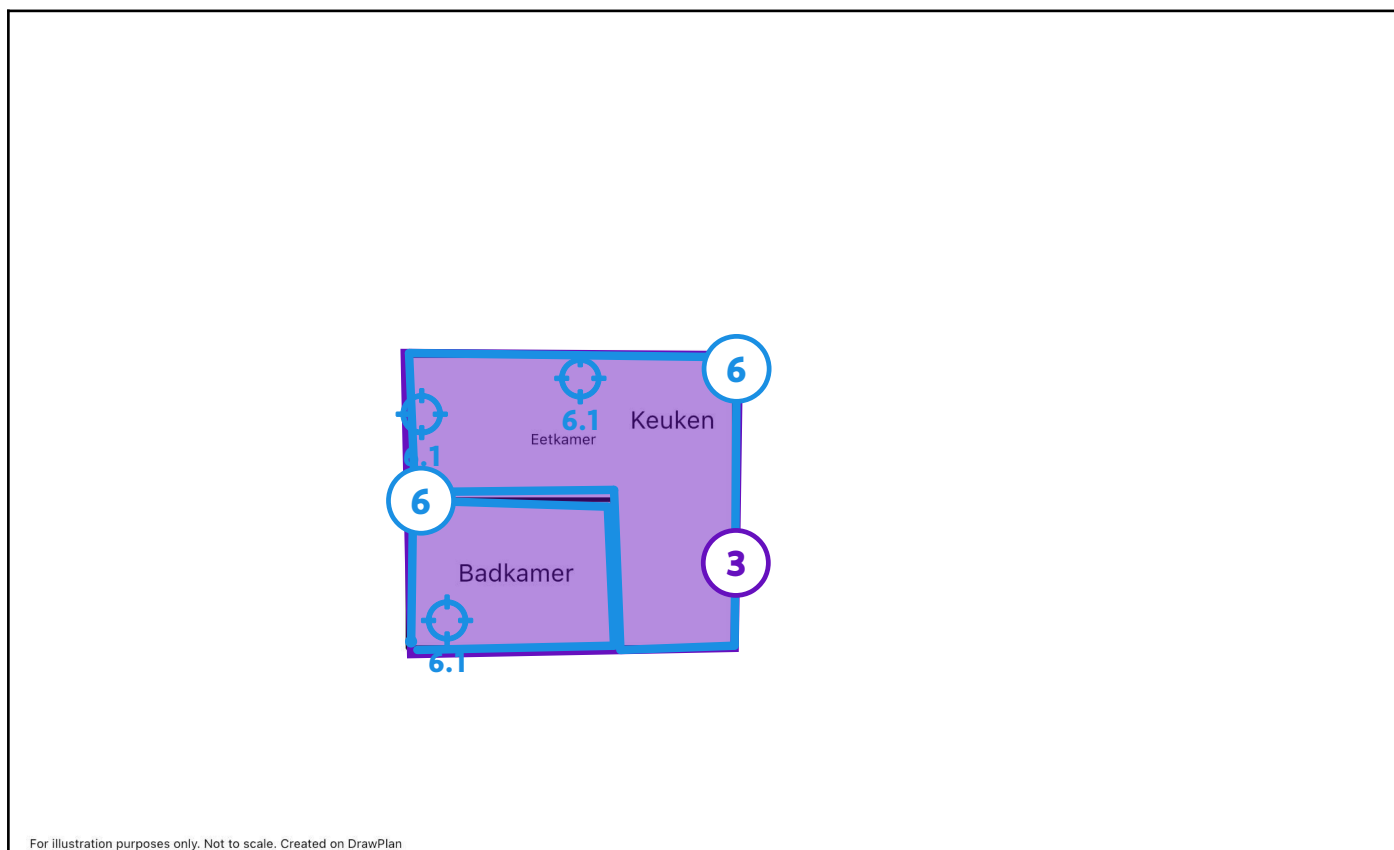 6
6.1
Keuken
Eetkamer
6.1
6
3
Badkamer
6.1
For illustration purposes only. Not to scale. Created on DrawPlan